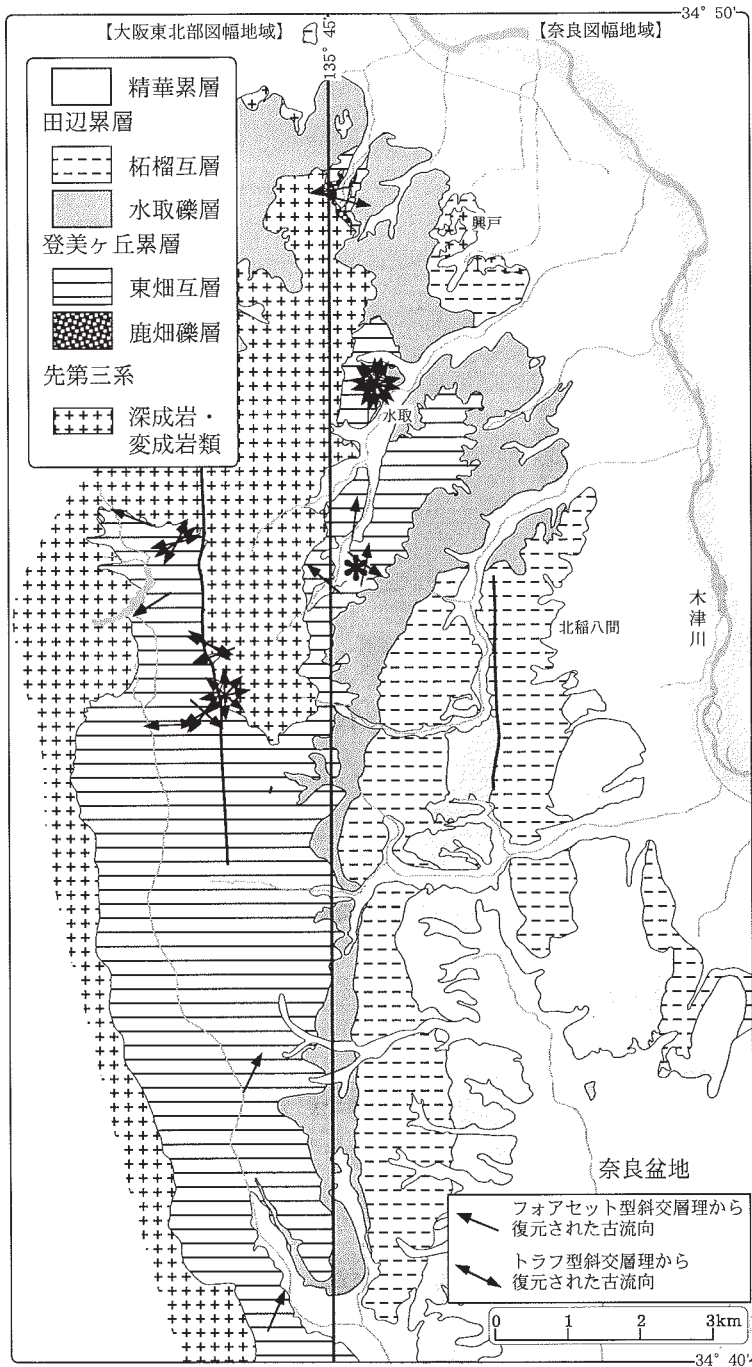 34° 50'
【大阪東北部図幅地域】
135° 45'
【奈良図幅地域】
精華累層
田辺累層
柘榴互層
水取礫層
登美ヶ丘累層
東畑互層
鹿畑礫層
先第三系
深成岩・
変成岩類
興戸
水取
木津川
北稲八間
奈良盆地
フォアセット型斜交層理から
復元された古流向
トラフ型斜交層理から
復元された古流向
0 1 2 3km
34° 40'